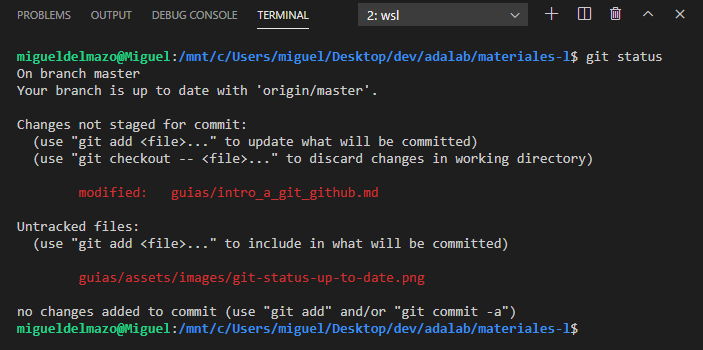 PROBLEMS OUTPUT DEBUG CONSOLE TERMINAL 2: wsl
migueldelmazo@Miguel:/mnt/c/Users/miguel/Desktop/dev/adalab/materiales-l$ git status
On branch master
Your branch is up to date with 'origin/master'.
Changes not staged for commit:
(use "git add <file>..." to update what will be committed)
(use "git checkout -- <file>..." to discard changes in working directory)
modified: guias/intro_a_git_github.md
Untracked files:
(use "git add <file>..." to include in what will be committed)
guias/assets/images/git-status-up-to-date.png
no changes added to commit (use "git add" and/or "git commit -a")
migueldelmazo@Miguel:/mnt/c/Users/miguel/Desktop/dev/adalab/materiales-l$